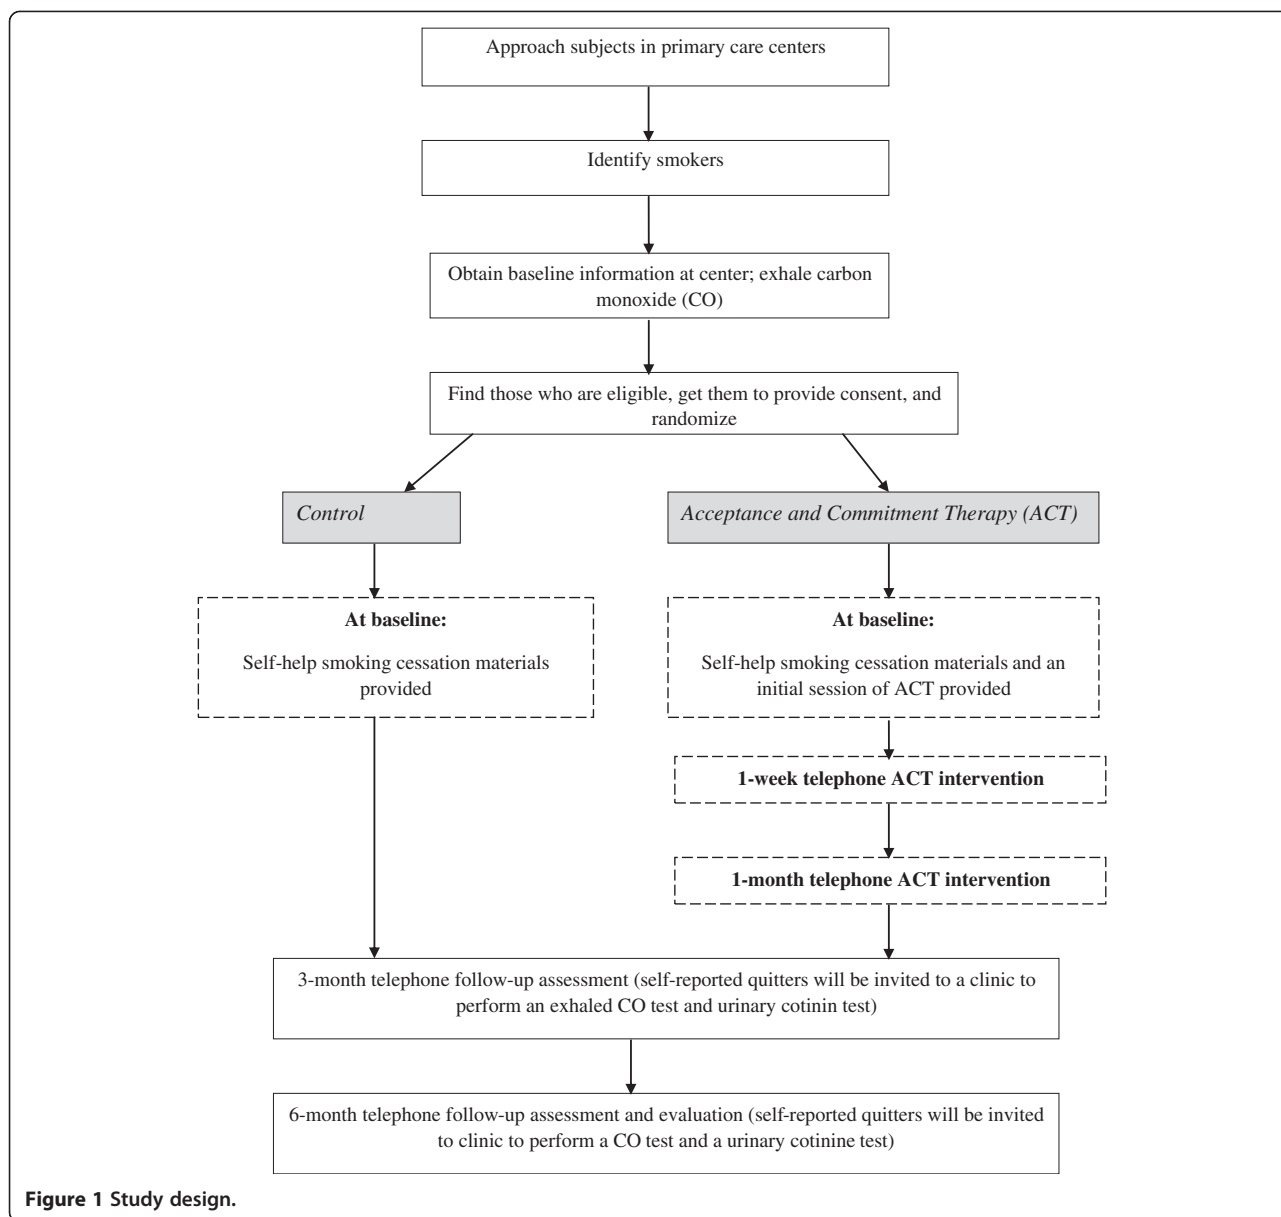 Approach subjects in primary care centers
Identify smokers
Obtain baseline information at center; exhale carbon
monoxide (CO)
Find those who are eligible, get them to provide consent, and
randomize
Control
Acceptance and Commitment Therapy (ACT)
At baseline:
Self-help smoking cessation materials
provided
At baseline:
Self-help smoking cessation materials and an
initial session of ACT provided
1-week telephone ACT intervention
1-month telephone ACT intervention
3-month telephone follow-up assessment (self-reported quitters will be invited to a clinic to
perform an exhaled CO test and urinary cotinin test)
6-month telephone follow-up assessment and evaluation (self-reported quitters will be invited
to clinic to perform a CO test and a urinary cotinine test)
Figure 1 Study design.